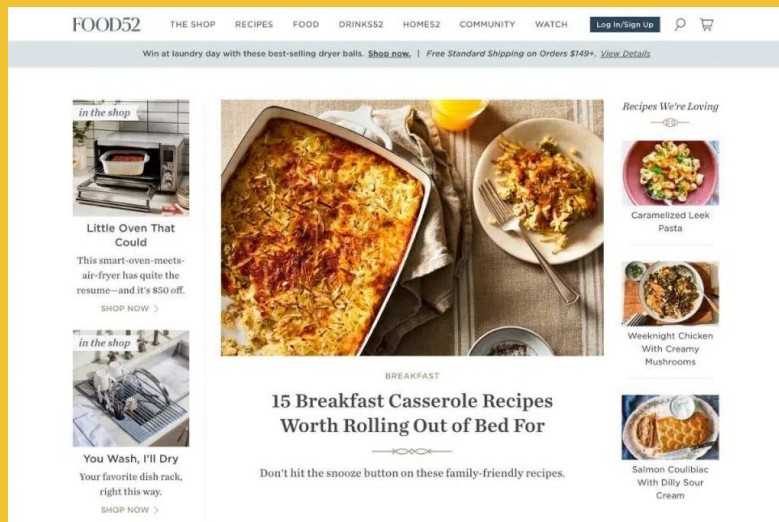 FOOD52
THE SHOP RECIPES FOOD DRINKS52 HOME52 COMMUNITY WATCH Log In/Sign Up
Win at laundry day with these best-selling dryer balls. Shop now. | Free Standard Shipping on Orders $149+. View Details
in the shop
Little Oven That
Could
This smart-oven-meets-
air-fryer has quite the
resume—and it's $50 off.
SHOP NOW >
in the shop
You Wash, I'll Dry
Your favorite dish rack,
right this way.
SHOP NOW >
BREAKFAST
15 Breakfast Casserole Recipes
Worth Rolling Out of Bed For
Don't hit the snooze button on these family-friendly recipes.
Recipes We're Loving
Caramelized Leek
Pasta
Weeknight Chicken
With Creamy
Mushrooms
Salmon Coulibiac
With Dilly Sour
Cream